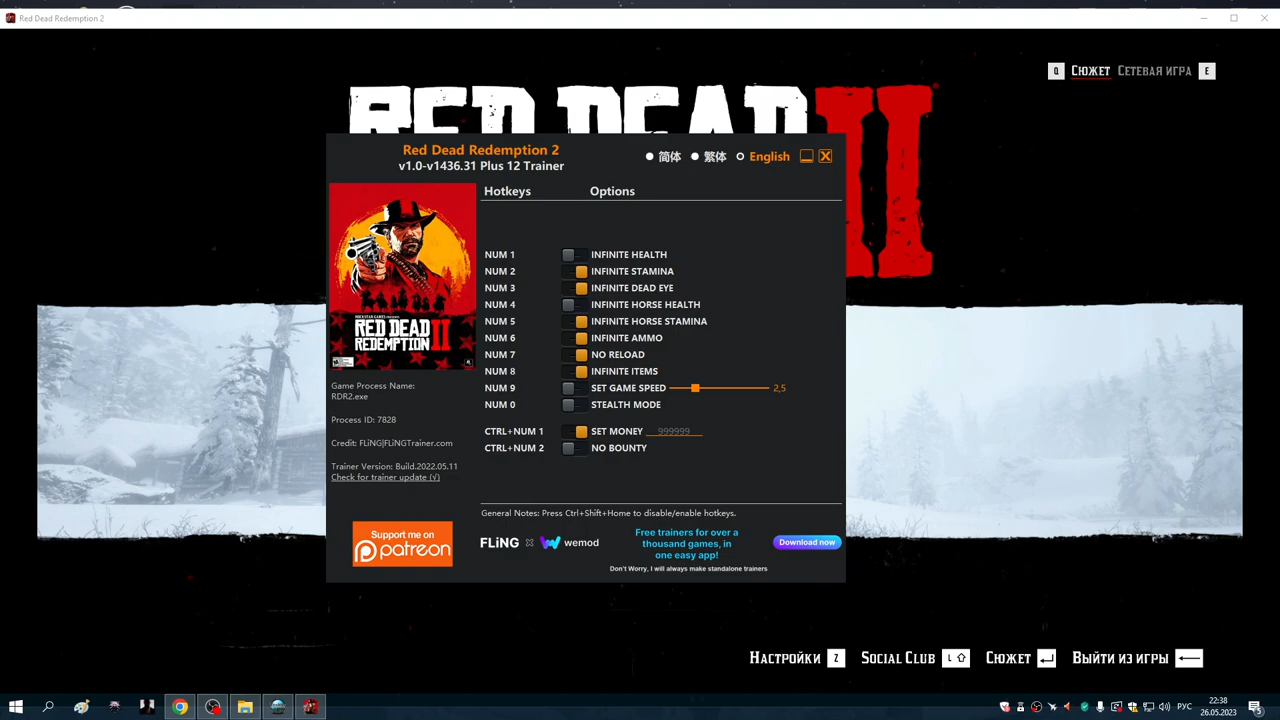 Red Dead Redemption 2
Q Сюжет Сетевая игра E
RED DEAD II
Red Dead Redemption 2
v1.0-v1436.31 Plus 12 Trainer
简体 繁体 English
Hotkeys Options
NUM 1 INFINITE HEALTH
NUM 2 INFINITE STAMINA
NUM 3 INFINITE DEAD EYE
NUM 4 INFINITE HORSE HEALTH
NUM 5 INFINITE HORSE STAMINA
NUM 6 INFINITE AMMO
NUM 7 NO RELOAD
NUM 8 INFINITE ITEMS
NUM 9 SET GAME SPEED 2,5
NUM 0 STEALTH MODE
CTRL+NUM 1 SET MONEY 999999
CTRL+NUM 2 NO BOUNTY
RED DEAD
REDEMPTION II
Game Process Name:
RDR2.exe
Process ID: 7828
Credit: FLiNG|FLiNGTrainer.com
Trainer Version: Build.2022.05.11
Check for trainer update (√)
Support me on
patreon
General Notes: Press Ctrl+Shift+Home to disable/enable hotkeys.
FLiNG wemod
Free trainers for over a
thousand games, in
one easy app!
Download now
Don't Worry, I will always make standalone trainers
Настройки Z Social Club L Сюжет Выйти из игры
РУС
22:38
26.05.2023
5